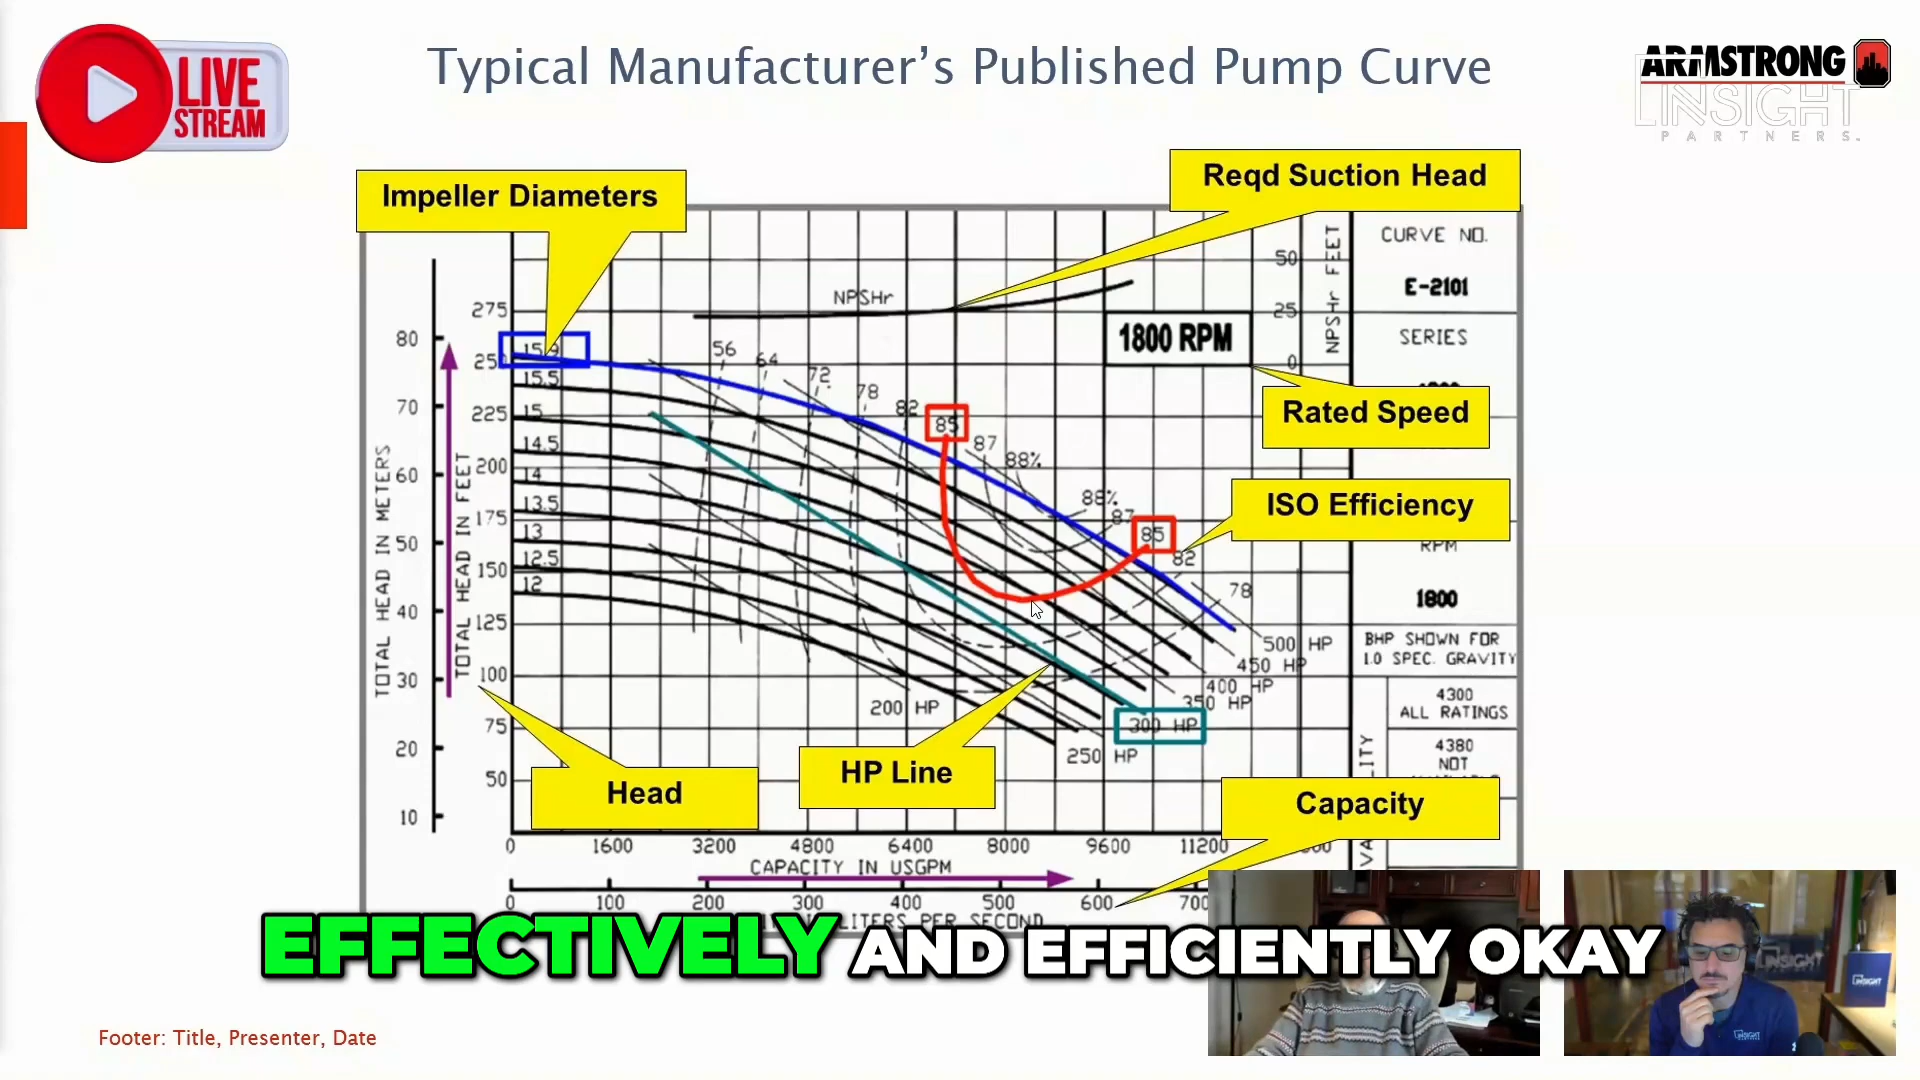 LIVE
STREAM
Typical Manufacturer's Published Pump Curve
ARMSTRONG
INSIGHT
PARTNERS.
Impeller Diameters
Reqd Suction Head
CURVE NO.
E-2101
SERIES
NPSHr FEET
50
25
0
NPSHr
1800 RPM
Rated Speed
ISO Efficiency
RPM
1800
BHP SHOWN FOR
1.0 SPEC. GRAVITY
4300
ALL RATINGS
4380
NOT
TOTAL HEAD IN METERS
80
70
60
50
40
30
20
10
TOTAL HEAD IN FEET
275
250
225
200
175
150
125
100
75
50
15.9
15.5
15
14.5
14
13.5
13
12.5
12
56
64
72
78
82
85
87
88%
88%
87
85
82
78
500 HP
450 HP
400 HP
350 HP
300 HP
250 HP
200 HP
Head
HP Line
Capacity
0 1600 3200 4800 6400 8000 9600 11200
CAPACITY IN USGPM
0 100 200 300 400 500 600 700
LITERS PER SECOND
EFFECTIVELY AND EFFICIENTLY OKAY
Footer: Title, Presenter, Date
INSIGHT
INSIGHT
INSIGHT